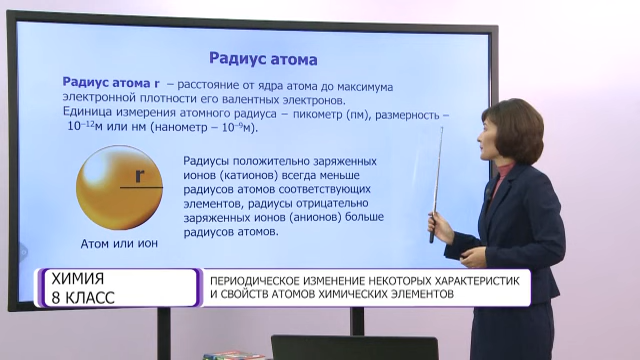 Радиус атома
Радиус атома r – расстояние от ядра атома до максимума
электронной плотности его валентных электронов.
Единица измерения атомного радиуса – пикометр (пм), размерность –
10⁻¹²м или нм (нанометр – 10⁻⁹м).
r
Атом или ион
Радиусы положительно заряженных
ионов (катионов) всегда меньше
радиусов атомов соответствующих
элементов, радиусы отрицательно
заряженных ионов (анионов) больше
радиусов атомов.
ХИМИЯ
8 КЛАСС
ПЕРИОДИЧЕСКОЕ ИЗМЕНЕНИЕ НЕКОТОРЫХ ХАРАКТЕРИСТИК
И СВОЙСТВ АТОМОВ ХИМИЧЕСКИХ ЭЛЕМЕНТОВ